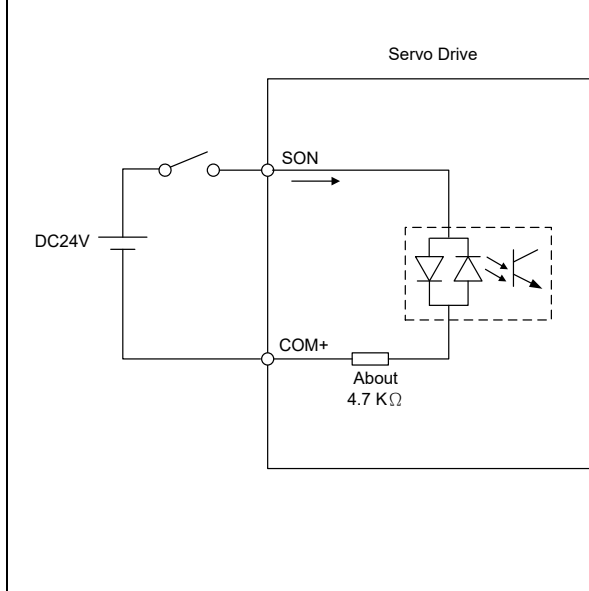 Servo Drive
SON
DC24V
COM+
About
4.7 KΩ